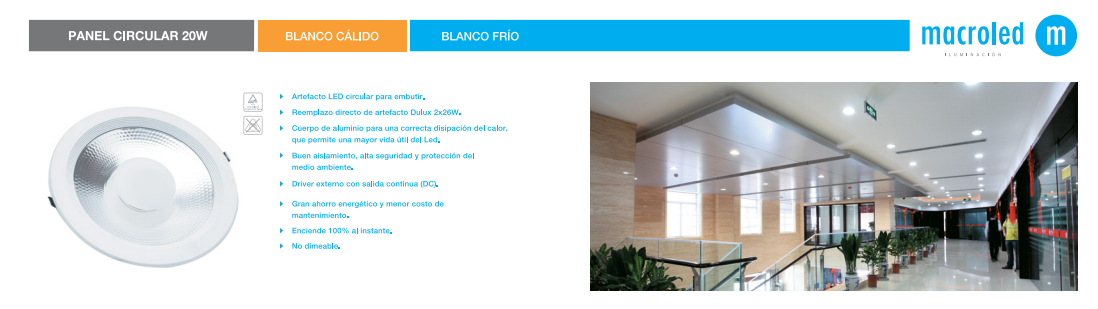 PANEL CIRCULAR 20W
BLANCO CÁLIDO
BLANCO FRÍO
macroled m
ILUMINACIÓN
Artefacto LED circular para embutir.
Reemplazo directo de artefacto Dulux 2x26W.
Cuerpo de aluminio para una correcta disipación del calor,
que permite una mayor vida útil del Led.
Buen aislamiento, alta seguridad y protección del
medio ambiente.
Driver externo con salida continua (DC).
Gran ahorro energético y menor costo de
mantenimiento.
Enciende 100% al instante.
No dimeable.